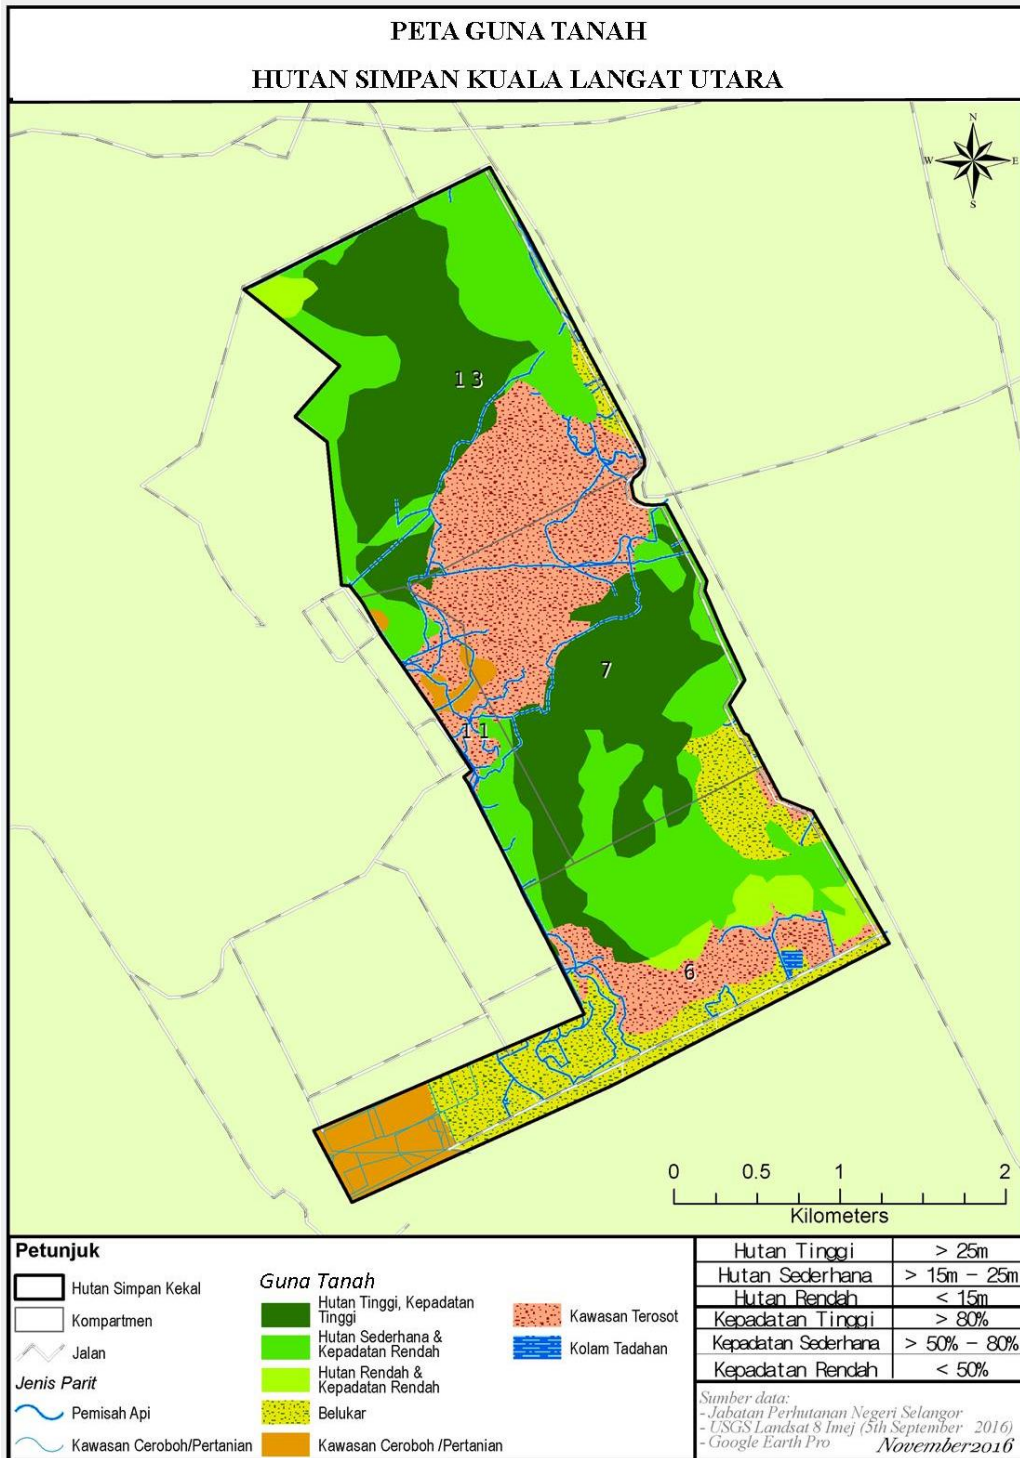 PETA GUNA TANAH
HUTAN SIMPAN KUALA LANGAT UTARA
N
W E
S
13
7
11
6
0 0.5 1 2
Kilometers
Petunjuk
Hutan Simpan Kekal
Kompartmen
Jalan
Jenis Parit
Pemisah Api
Kawasan Ceroboh/Pertanian
Guna Tanah
Hutan Tinggi, Kepadatan
Tinggi
Hutan Sederhana &
Kepadatan Rendah
Hutan Rendah &
Kepadatan Rendah
Belukar
Kawasan Ceroboh /Pertanian
Kawasan Terosot
Kolam Tadahan
Hutan Tinggi > 25m
Hutan Sederhana > 15m - 25m
Hutan Rendah < 15m
Kepadatan Tinggi > 80%
Kepadatan Sederhana > 50% - 80%
Kepadatan Rendah < 50%
Sumber data:
- Jabatan Perhutanan Negeri Selangor
- USGS Landsat 8 Imej (5th September 2016)
- Google Earth Pro
November2016